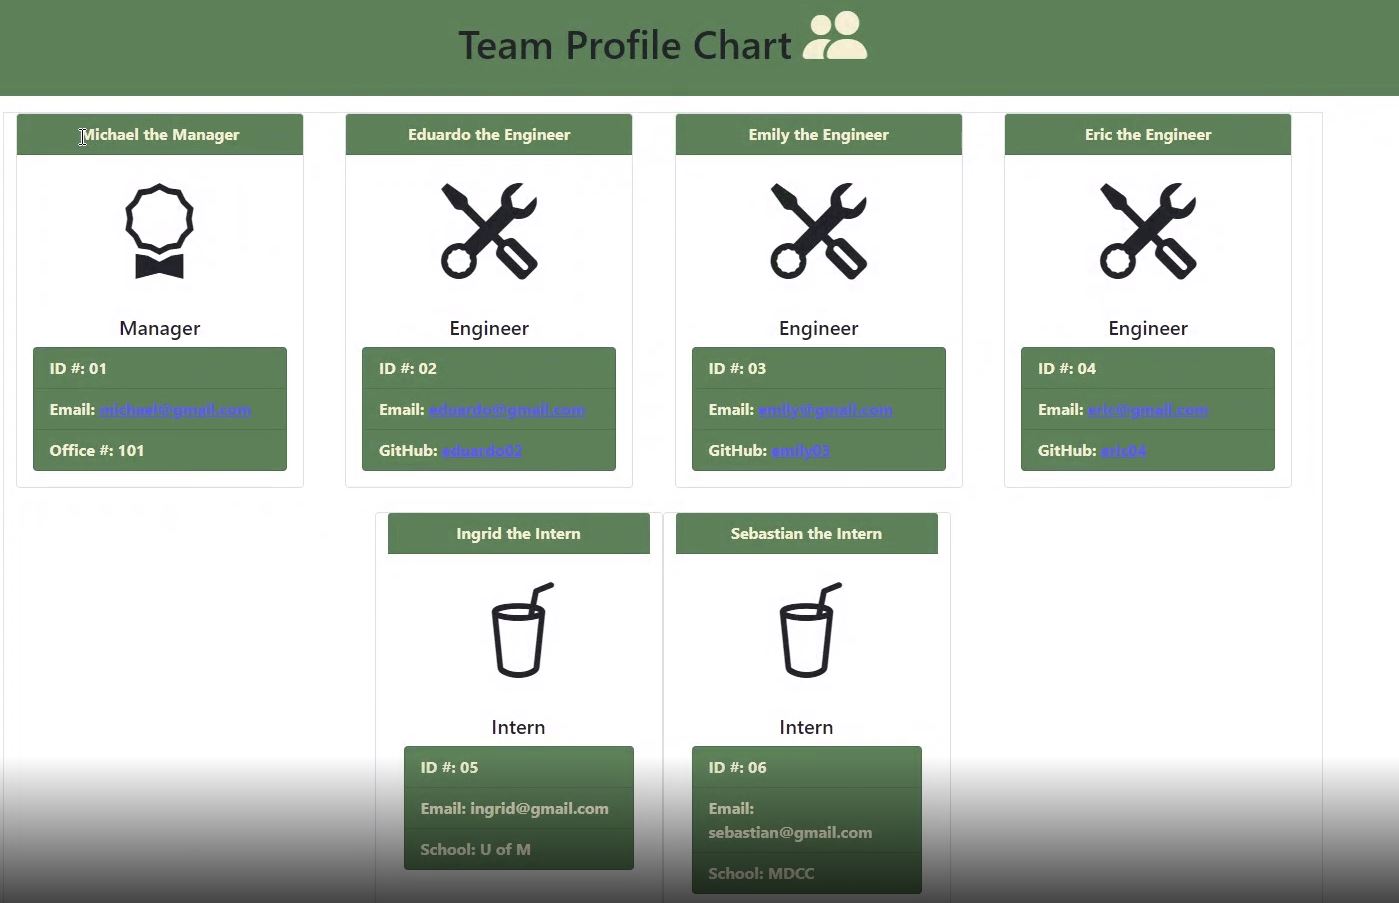 Team Profile Chart
Michael the Manager
Manager
ID #: 01
Email: michael@gmail.com
Office #: 101
Eduardo the Engineer
Engineer
ID #: 02
Email: eduardo@gmail.com
GitHub: eduardo02
Emily the Engineer
Engineer
ID #: 03
Email: emily@gmail.com
GitHub: emily03
Eric the Engineer
Engineer
ID #: 04
Email: eric@gmail.com
GitHub: eric04
Ingrid the Intern
Intern
ID #: 05
Email: ingrid@gmail.com
School: U of M
Sebastian the Intern
Intern
ID #: 06
Email:
sebastian@gmail.com
School: MDCC